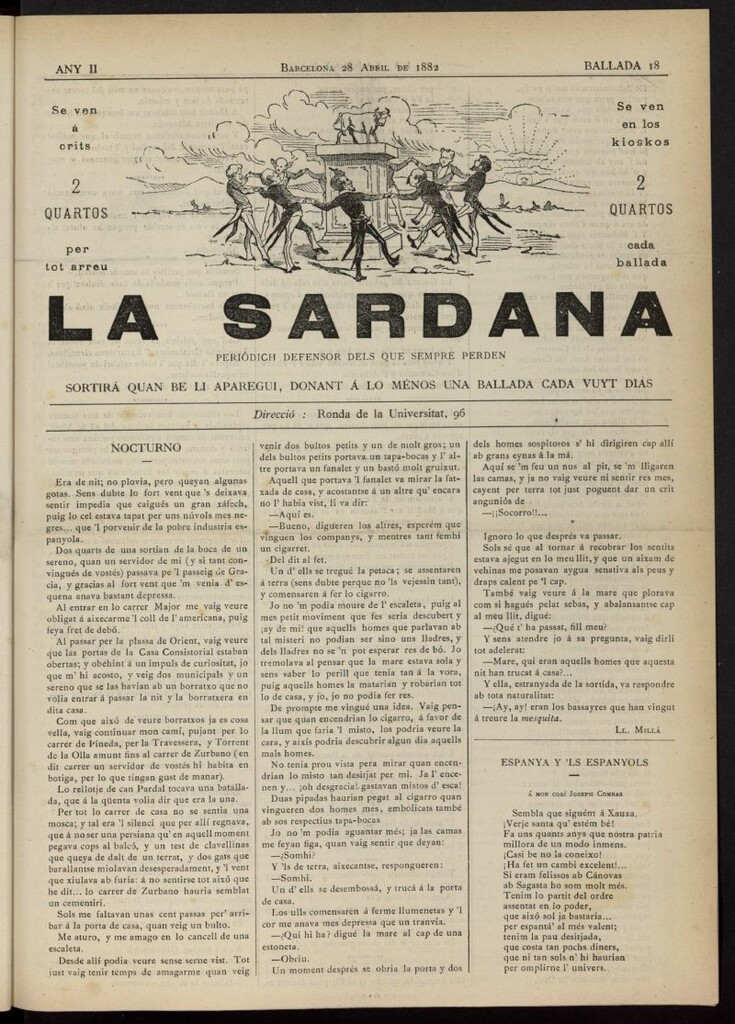 ANY II
BARCELONA 28 ABRIL DE 1882
BALLADA 18
Se ven
á
crits
2
QUARTOS
per
tot arreu
Se ven
en los
kioskos
2
QUARTOS
cada
ballada
LA SARDANA
PERIÓDICH DEFENSOR DELS QUE SEMPRE PERDEN
SORTIRÁ QUAN BE LI APAREGUI, DONANT Á LO MÉNOS UNA BALLADA CADA VUYT DIAS
Direcció : Ronda de la Universitat, 96
NOCTURNO
Era de nit; no plovia, pero queyan algunas
gotas. Sens dubte lo fort vent que 's deixava
sentir impedia que caigués un gran xáfech,
puig lo cel estava tapat per uns núvols mes ne-
gres... que 'l porvenir de la pobre industria es-
panyola.
Dos quarts de una sortian de la boca de un
sereno, quan un servidor de mi (y si tant con-
vingués de vostés) passava pe 'l passeig de Gra-
cia, y gracias al fort vent que 'm venia d' es-
quena anava bastant depressa.
Al entrar en lo carrer Major me vaig veure
obligat á aixecarme 'l coll de l' americana, puig
feya fret de debó.
Al passar per la plassa de Orient, vaig veure
que las portas de la Casa Consistorial estaban
obertas; y obehint á un impuls de curiositat, jo
que m' hi acosto, y veig dos municipals y un
sereno que se las havían ab un borratxo que no
volia entrar á passar la nit y la borratxera en
dita casa.
Com que aixó de veure borratxos ja es cosa
vella, vaig continuar mon camí, pujant per lo
carrer de Pineda, per la Travessera, y Torrent
de la Olla amunt fins al carrer de Zurbano (en
dit carrer un servidor de vostés hi habita en
botiga, per lo que tingan gust de manar).
Lo rellotje de can Pardal tocava una batalla-
da, que á la qüenta volia dir que era la una.
Per tot lo carrer de casa no se sentia una
mosca; y tal era 'l silenci que per allí regnava,
que á no ser una persiana qu' en aquell moment
pegava cops al balcó, y un test de clavellinas
que queya de dalt de un terrat, y dos gats que
barallantse miolavan desesperadament, y 'l vent
que xiulava ab furia: á no sentirse tot aixó que
he dit... lo carrer de Zurbano hauria semblat
un cementiri.
Sols me faltavan unas cent passas per' arri-
bar á la porta de casa, quan veig un bulto.
Me aturo, y me amago en lo cancell de una
escaleta.
Desde allí podia veure sense serne vist. Tot
just vaig tenir temps de amagarme quan veig
venir dos bultos petits y un de molt gros; un
dels bultos petits portava un tapa-bocas y l' al-
tre portava un fanalet y un bastó molt gruixut.
Aquell que portava 'l fanalet va mirar la fat-
xada de casa, y acostantse á un altre qu' encara
no l' habia vist, li va dir:
—Aquí es.
—Bueno, digueren los altres, esperém que
vinguen los companys, y mentres tant femhi
un cigarret.
Del dit al fet.
Un d' ells se tregué la petaca; se assentaren
á terra (sens dubte perque no 'ls vejessin tant),
y comensaren á fer lo cigarro.
Jo no 'm podia moure de l' escaleta, puig al
mes petit moviment que fes seria descubert y
¡ay de mi! que aquells homes que parlavan ab
tal misteri no podian ser sino uns lladres, y
dels lladres no se 'n pot esperar res de bó. Jo
tremolava al pensar que la mare estava sola y
sens saber lo perill que tenia tan á la vora,
puig aquells homes la matarian y robarian tot
lo de casa, y jo, jo no podia fer res.
De prompte me vingué una idea. Vaig pen-
sar que quan encendrian lo cigarro, á favor de
la llum que faria 'l misto, los podria veure la
cara, y aixís podria descubrir algun dia aquells
mals homes.
No tenia prou vista pera mirar quan encen-
drian lo misto tan desitjat per mi. Ja l' ence-
nen y... ¡oh desgracia! gastavan mistos d' esca!
Duas pipadas haurian pegat al cigarro quan
vingueren dos homes mes, embolicats també
ab sos respectius tapa-bocas
Jo no 'm podia aguantar més; ja las camas
me feyan figa, quan vaig sentir que deyan:
—¿Somhi?
Y 'ls de terra, aixecantse, respongueren:
—Somhi.
Un d' ells se desembossá, y trucá á la porta
de casa.
Los ulls comensaren á ferme llumenetas y 'l
cor me anava mes depressa que un tranvía.
—¿Qui hi ha? digué la mare al cap de una
estoneta.
—Obriu.
Un moment després se obria la porta y dos
dels homes sospitoros s' hi dirigiren cap allí
ab grans eynas á la má.
Aquí se 'm feu un nus al pit, se 'm lligaren
las camas, y ja no vaig veure ni sentir res mes,
cayent per terra tot just poguent dar un crit
anguniós de
—¡¡Socorro!!...
Ignoro lo que després va passar.
Sols sé que al tornar á recobrar los sentits
estava ajegut en lo meu llit, y que un aixam de
vehinas me posavan aygua senativa als peus y
draps calent pe 'l cap.
També vaig veure á la mare que plorava
com si hagués pelat sebas, y abalansantse cap
al meu llit, digué:
—¿Qué t' ha passat, fill meu?
Y sens atendre jo á sa pregunta, vaig dirli
tot adelerat:
—Mare, qui eran aquells homes que aquesta
nit han trucat á casa?...
Y ella, estranyada de la sortida, va respondre
ab tota naturalitat:
—¡Ay, ay! eran los bassayres que han vingut
á treure la mesquita.
LL. MILLÁ
ESPANYA Y 'LS ESPANYOLS
Á MON COSÍ JOSEPH COMBAS
Sembla que siguém á Xauxa.
¡Verje santa qu' estém bé!
Fa uns quants anys que nostra patria
millora de un modo inmens.
¡Casi be no la coneixo!
¡Ha fet un cambi excelent!...
Si eram felissos ab Cánovas
ab Sagasta ho som molt més.
Tenim lo partit del ordre
assentat en lo poder,
que aixó sol ja bastaria...
per espantá' al més valent;
tenim la pau desitjada,
que costa tan pochs diners,
que ni tan sols n' hi haurian
per omplirne l' univers.